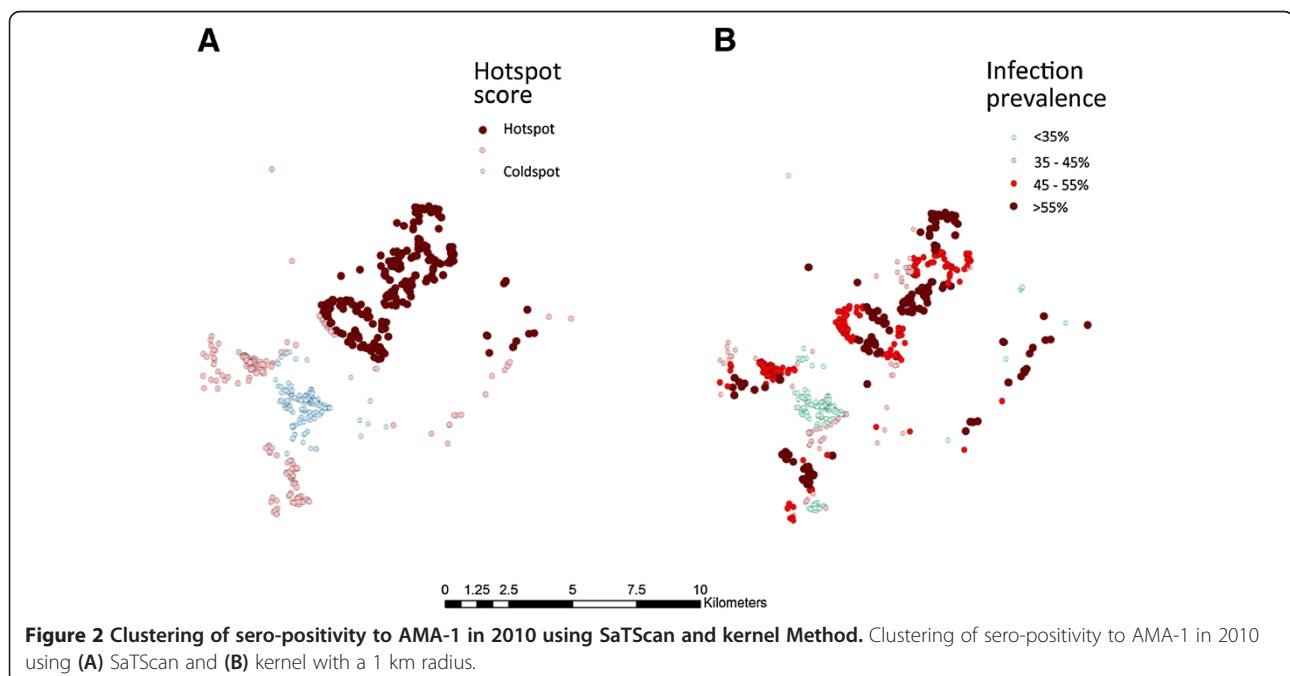 A
B
Hotspot
score
Hotspot
Coldspot
Infection
prevalence
<35%
35 - 45%
45 - 55%
>55%
0 1.25 2.5 5 7.5 10
Kilometers
Figure 2 Clustering of sero-positivity to AMA-1 in 2010 using SaTScan and kernel Method. Clustering of sero-positivity to AMA-1 in 2010
using (A) SaTScan and (B) kernel with a 1 km radius.